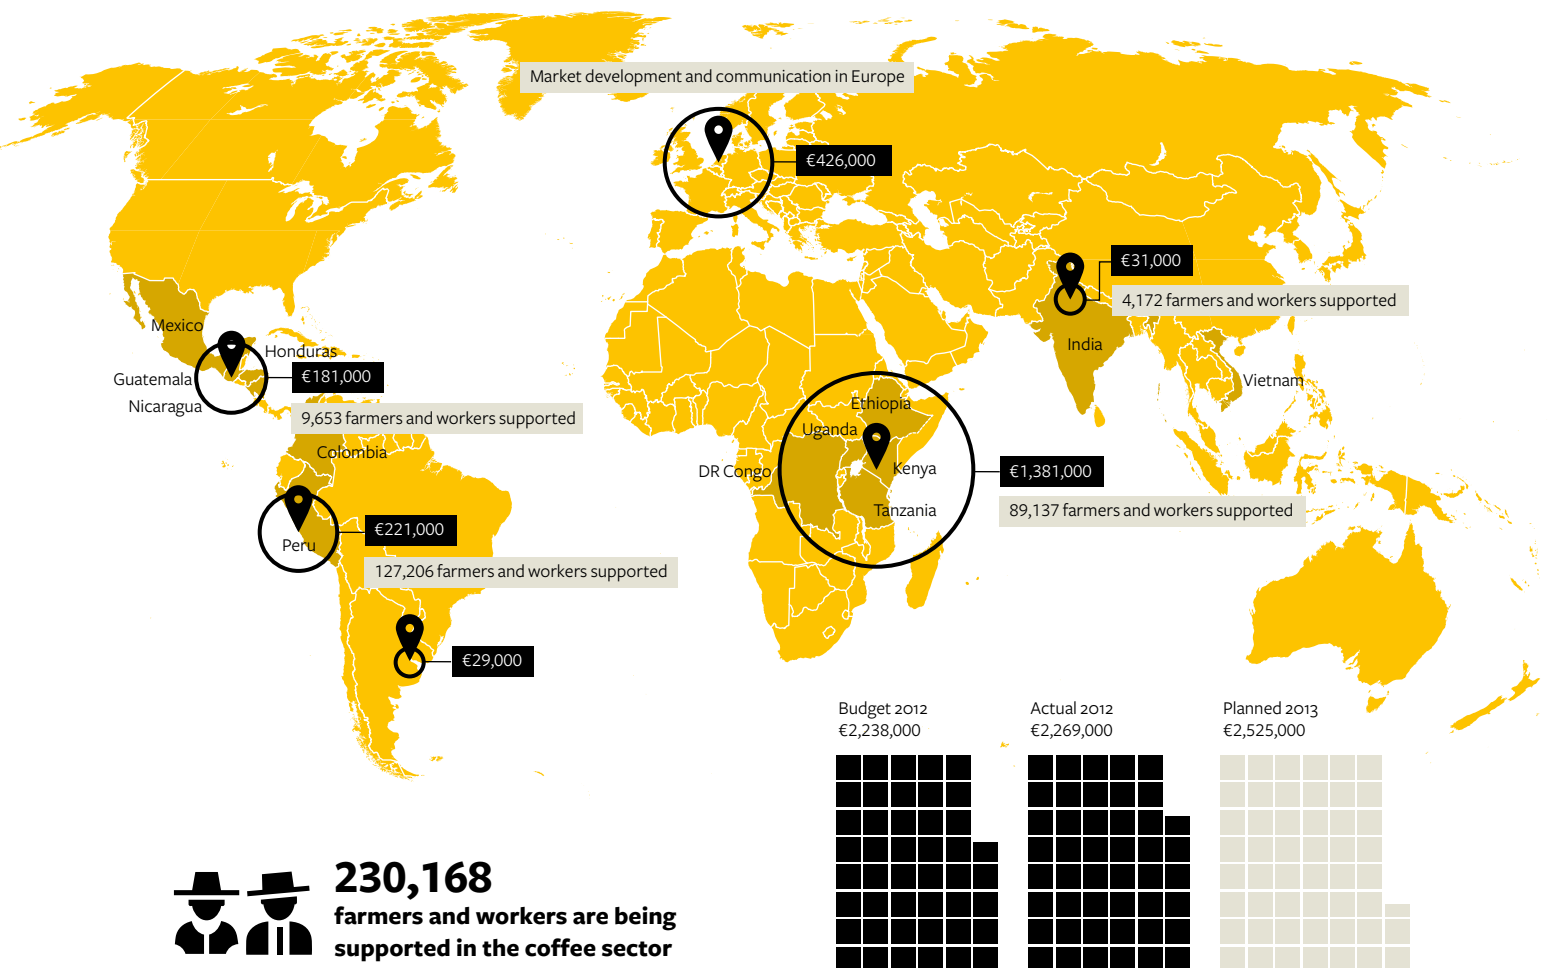 Market development and communication in Europe
€426,000
€31,000
4,172 farmers and workers supported
India
Vietnam
Mexico
Honduras
Guatemala
€181,000
Nicaragua
9,653 farmers and workers supported
Colombia
Ethiopia
Uganda
DR Congo
Kenya
€1,381,000
Tanzania
89,137 farmers and workers supported
€221,000
Peru
127,206 farmers and workers supported
€29,000
Budget 2012
€2,238,000
Actual 2012
€2,269,000
Planned 2013
€2,525,000
230,168
farmers and workers are being
supported in the coffee sector